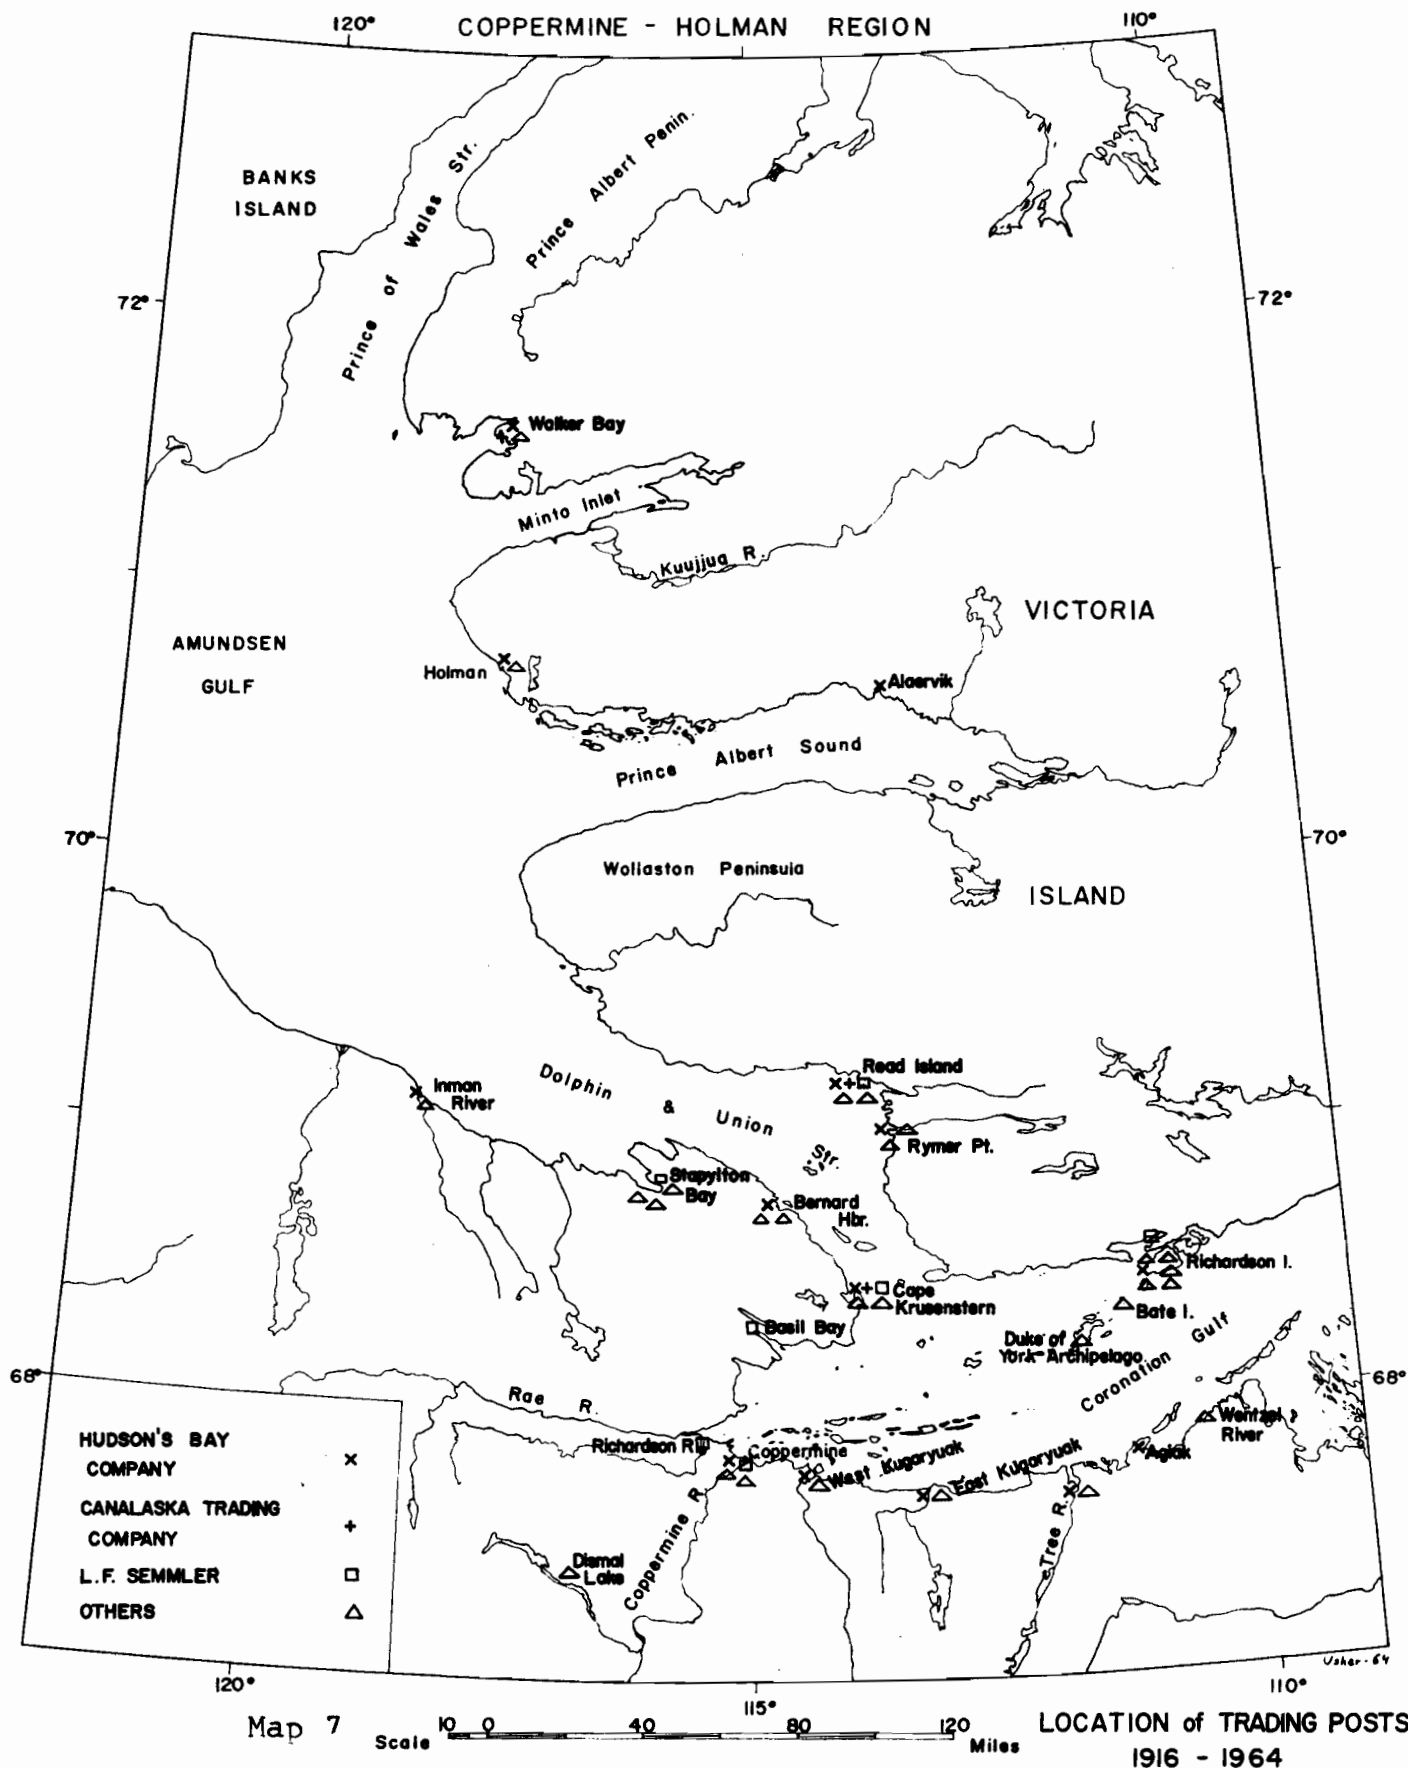 COPPERMINE - HOLMAN REGION
120°
110°
BANKS
ISLAND
Prince of Wales Str.
Prince Albert Penin.
72°
72°
Walker Bay
Minto Inlet
Kuujjua R.
VICTORIA
AMUNDSEN
GULF
Holman
Alaervik
Prince Albert Sound
70°
70°
Wollaston Peninsula
ISLAND
Dolphin & Union Str.
Read Island
Inman
River
Rymer Pt.
Stapylton
Bay
Bernard
Hbr.
Richardson I.
Cape
Krusenstern
Bate I.
Basil Bay
Duke of
York Archipelago
Coronation Gulf
68°
68°
Rae R.
Wentzel
River
Richardson R.
Coppermine
West Kugaryuak
East Kugaryuak
Agiak
Coppermine R.
Tree R.
Dismal
Lake
HUDSON'S BAY
COMPANY
CANALASKA TRADING
COMPANY
L.F. SEMMLER
OTHERS
Usher-64
120°
115°
110°
Map 7
Scale
10 0 40 80 120
Miles
LOCATION of TRADING POSTS
1916 - 1964